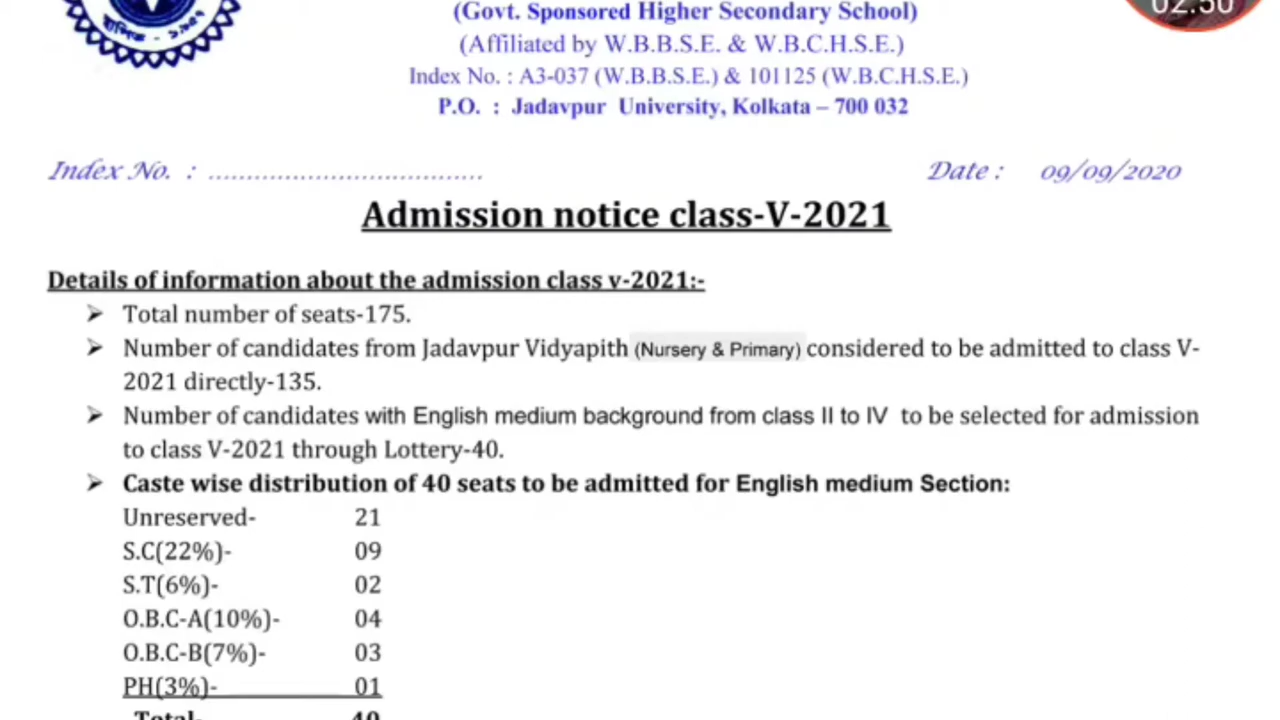 02:50
(Govt. Sponsored Higher Secondary School)
(Affiliated by W.B.B.S.E. & W.B.C.H.S.E.)
Index No. : A3-037 (W.B.B.S.E.) & 101125 (W.B.C.H.S.E.)
P.O. : Jadavpur University, Kolkata – 700 032
Index No. : ....................................
Date : 09/09/2020
Admission notice class-V-2021
Details of information about the admission class v-2021:-
➢ Total number of seats-175.
➢ Number of candidates from Jadavpur Vidyapith (Nursery & Primary) considered to be admitted to class V-
2021 directly-135.
➢ Number of candidates with English medium background from class II to IV to be selected for admission
to class V-2021 through Lottery-40.
➢ Caste wise distribution of 40 seats to be admitted for English medium Section:
Unreserved- 21
S.C(22%)- 09
S.T(6%)- 02
O.B.C-A(10%)- 04
O.B.C-B(7%)- 03
PH(3%)- 01
Total- 40